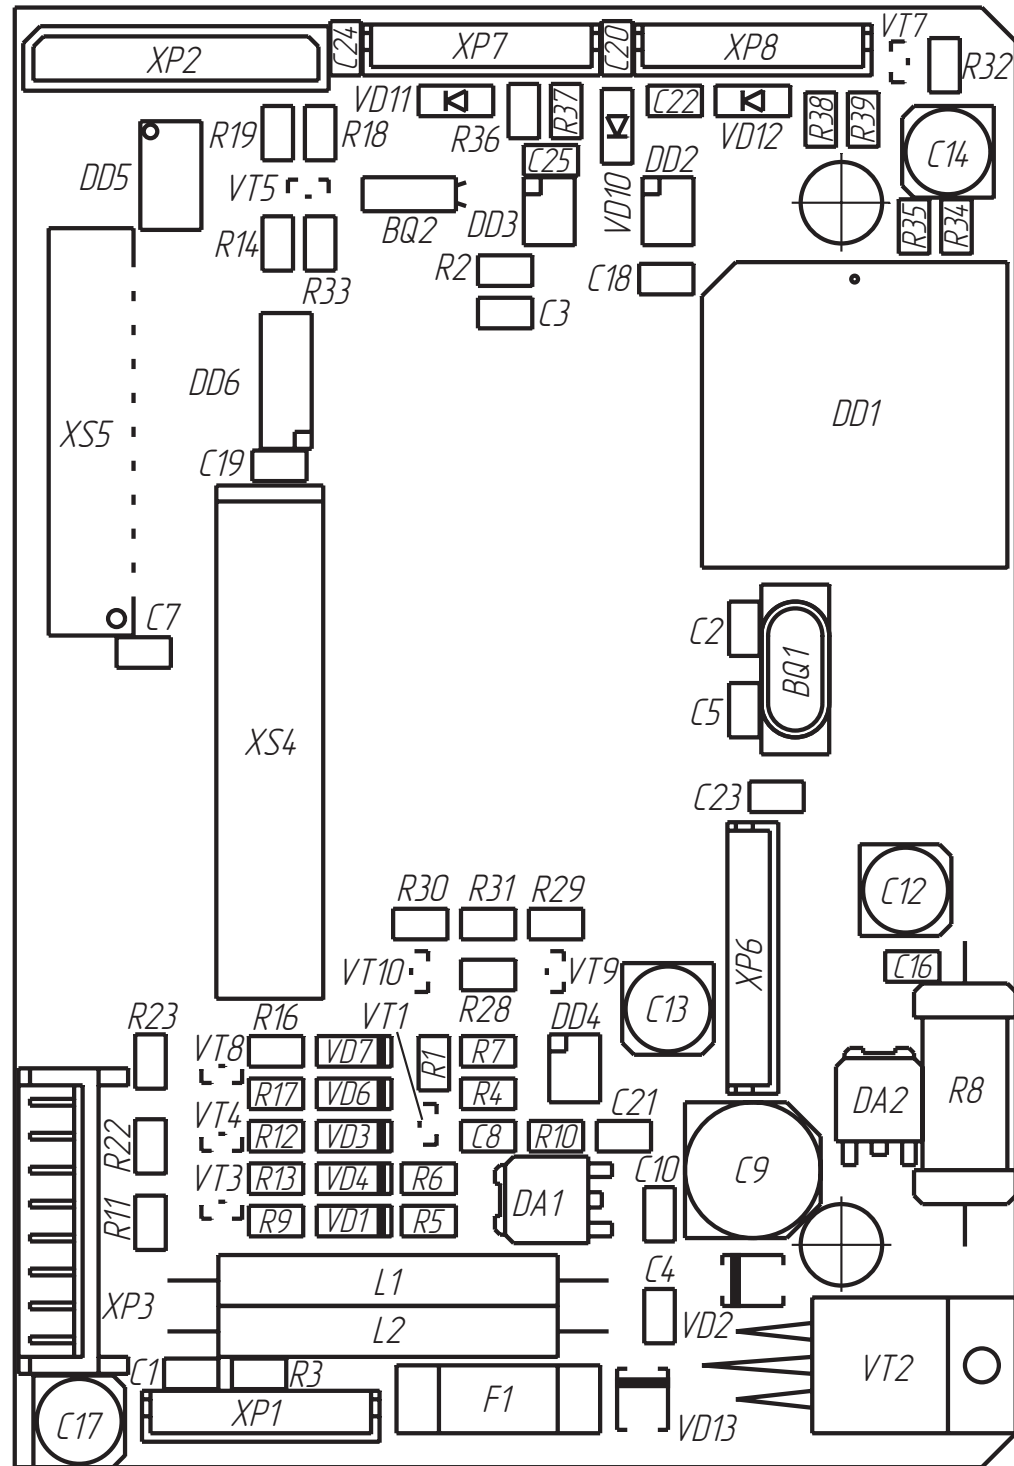 VT7
XP2
C24
XP7
C20
XP8
R32
VD11
R36
R37
C22
VD12
R38
R39
R19
R18
C14
DD5
VT5
C25
DD2
BQ2
DD3
VD10
R35
R34
R14
R33
R2
C18
C3
DD6
DD1
XS5
C19
C7
C2
BQ1
C5
XS4
C23
R30
R31
R29
C12
VT10
VT9
XP6
C16
R23
R16
VT1
R28
DD4
C13
VT8
VD7
R1
R7
R17
VD6
R4
DA2
R8
VT4
R22
R12
VD3
C8
R10
C21
VT3
R13
VD4
R6
C10
C9
R11
R9
VD1
R5
DA1
L1
C4
XP3
L2
VD2
C1
R3
VT2
C17
XP1
F1
VD13